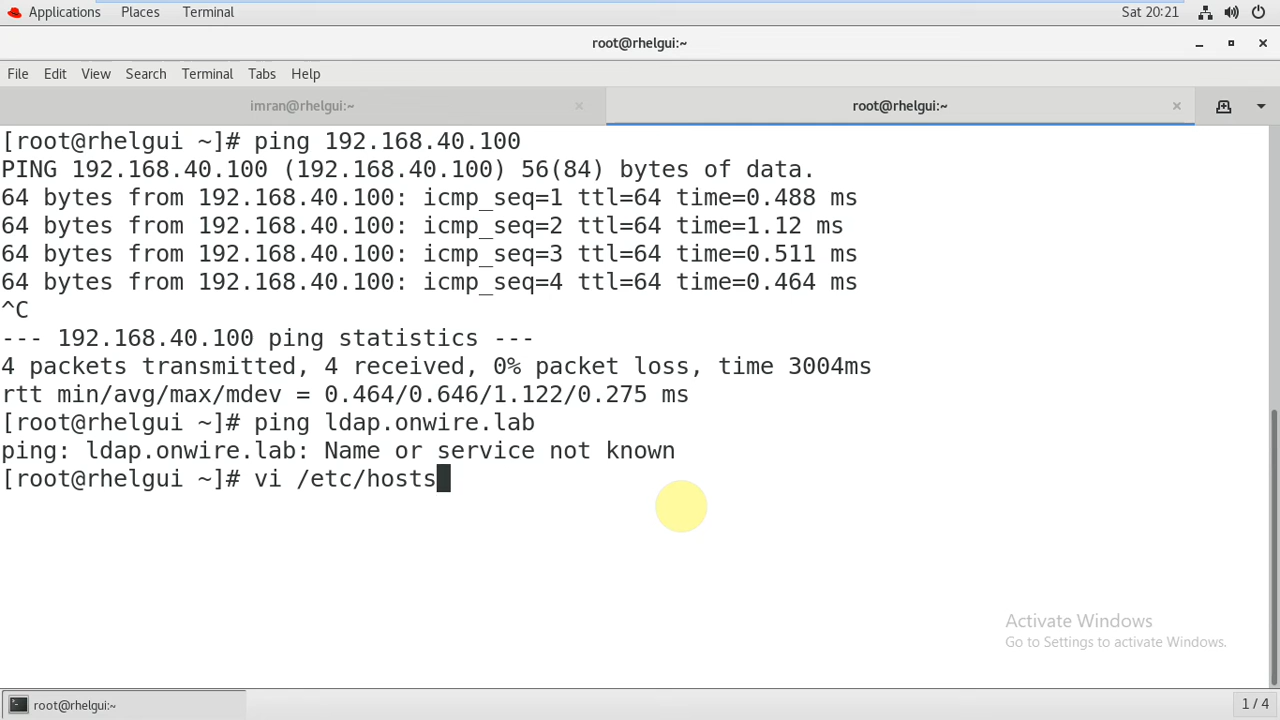 Applications Places Terminal Sat 20:21
root@rhelgui:~
File Edit View Search Terminal Tabs Help
imran@rhelgui:~ × root@rhelgui:~ ×
[root@rhelgui ~]# ping 192.168.40.100
PING 192.168.40.100 (192.168.40.100) 56(84) bytes of data.
64 bytes from 192.168.40.100: icmp_seq=1 ttl=64 time=0.488 ms
64 bytes from 192.168.40.100: icmp_seq=2 ttl=64 time=1.12 ms
64 bytes from 192.168.40.100: icmp_seq=3 ttl=64 time=0.511 ms
64 bytes from 192.168.40.100: icmp_seq=4 ttl=64 time=0.464 ms
^C
--- 192.168.40.100 ping statistics ---
4 packets transmitted, 4 received, 0% packet loss, time 3004ms
rtt min/avg/max/mdev = 0.464/0.646/1.122/0.275 ms
[root@rhelgui ~]# ping ldap.onwire.lab
ping: ldap.onwire.lab: Name or service not known
[root@rhelgui ~]# vi /etc/hosts
Activate Windows
Go to Settings to activate Windows.
root@rhelgui:~ 1 / 4